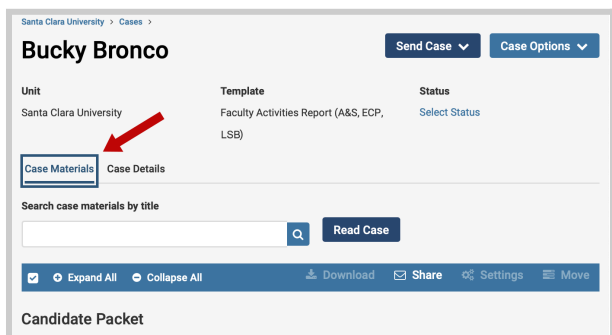 Santa Clara University > Cases >
Bucky Bronco
Send Case
Case Options
Unit
Template
Status
Santa Clara University
Faculty Activities Report (A&S, ECP,
LSB)
Select Status
Case Materials
Case Details
Search case materials by title
Read Case
Expand All
Collapse All
Download
Share
Settings
Move
Candidate Packet